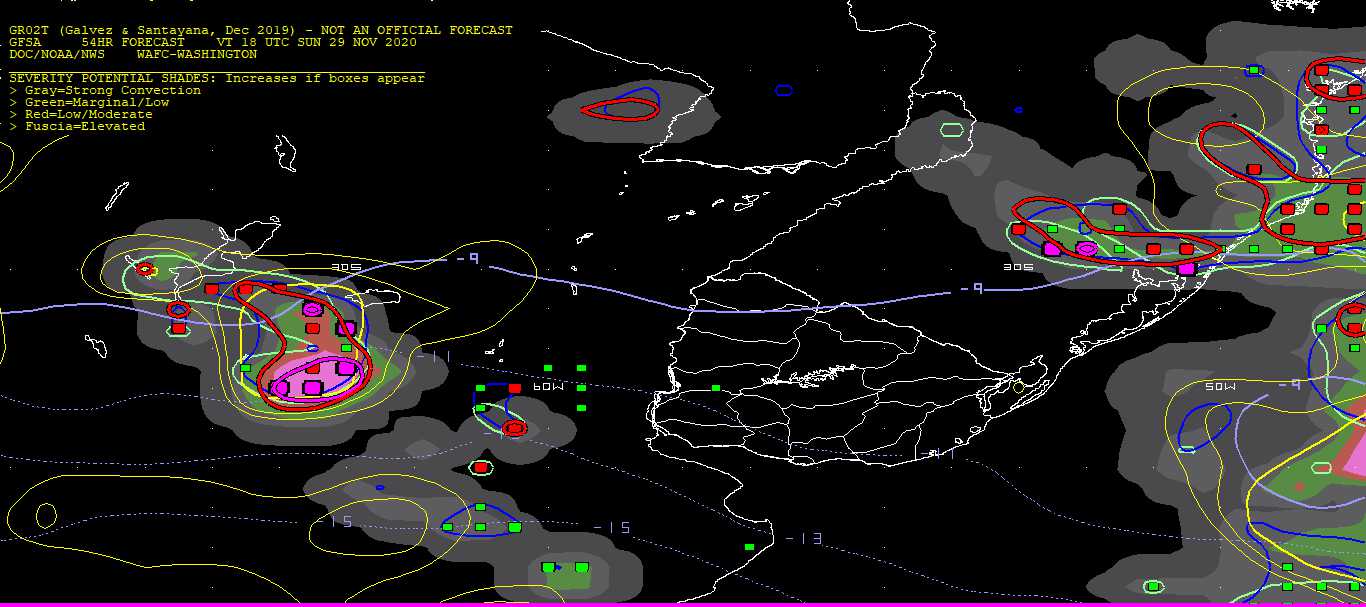 GR02T (Galvez & Santayana, Dec 2019) - NOT AN OFFICIAL FORECAST
GFSA 54HR FORECAST VT 18 UTC SUN 29 NOV 2020
DOC/NOAA/NWS WAFC-WASHINGTON
SEVERITY POTENTIAL SHADES: Increases if boxes appear
> Gray=Strong Convection
> Green=Marginal/Low
> Red=Low/Moderate
> Fuscia=Elevated
-9
30S
30S
-9
-11
60W
50W
-9
-15
-15
-13